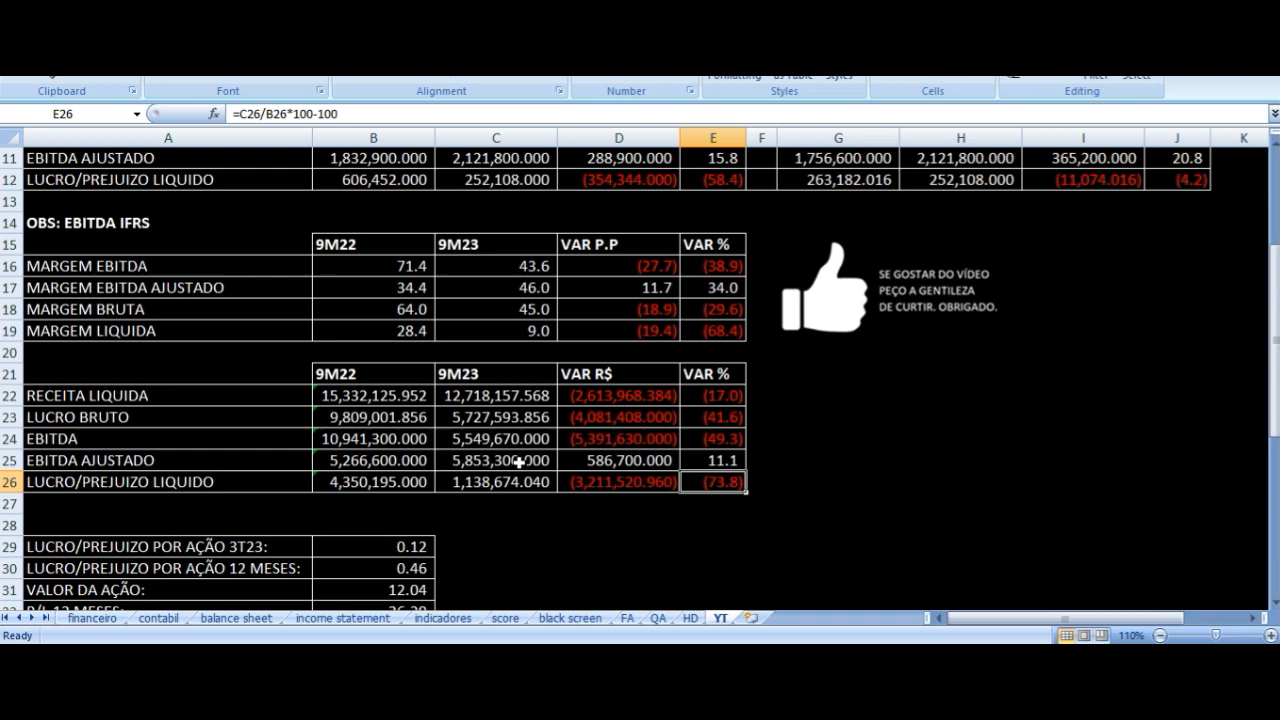 Clipboard Font Alignment Number Styles Cells Editing
E26 fx =C26/B26*100-100
A B C D E F G H I J K
11 EBITDA AJUSTADO 1,832,900.000 2,121,800.000 288,900.000 15.8 1,756,600.000 2,121,800.000 365,200.000 20.8
12 LUCRO/PREJUIZO LIQUIDO 606,452.000 252,108.000 (354,344.000) (58.4) 263,182.016 252,108.000 (11,074.016) (4.2)
13
14 OBS: EBITDA IFRS
15 9M22 9M23 VAR P.P VAR %
16 MARGEM EBITDA 71.4 43.6 (27.7) (38.9)
17 MARGEM EBITDA AJUSTADO 34.4 46.0 11.7 34.0
18 MARGEM BRUTA 64.0 45.0 (18.9) (29.6)
19 MARGEM LIQUIDA 28.4 9.0 (19.4) (68.4)
SE GOSTAR DO VÍDEO
PEÇO A GENTILEZA
DE CURTIR. OBRIGADO.
20
21 9M22 9M23 VAR R$ VAR %
22 RECEITA LIQUIDA 15,332,125.952 12,718,157.568 (2,613,968.384) (17.0)
23 LUCRO BRUTO 9,809,001.856 5,727,593.856 (4,081,408.000) (41.6)
24 EBITDA 10,941,300.000 5,549,670.000 (5,391,630.000) (49.3)
25 EBITDA AJUSTADO 5,266,600.000 5,853,300.000 586,700.000 11.1
26 LUCRO/PREJUIZO LIQUIDO 4,350,195.000 1,138,674.040 (3,211,520.960) (73.8)
27
28
29 LUCRO/PREJUIZO POR AÇÃO 3T23: 0.12
30 LUCRO/PREJUIZO POR AÇÃO 12 MESES: 0.46
31 VALOR DA AÇÃO: 12.04
financeiro contabil balance sheet income statement indicadores score black screen FA QA HD YT
Ready 110%